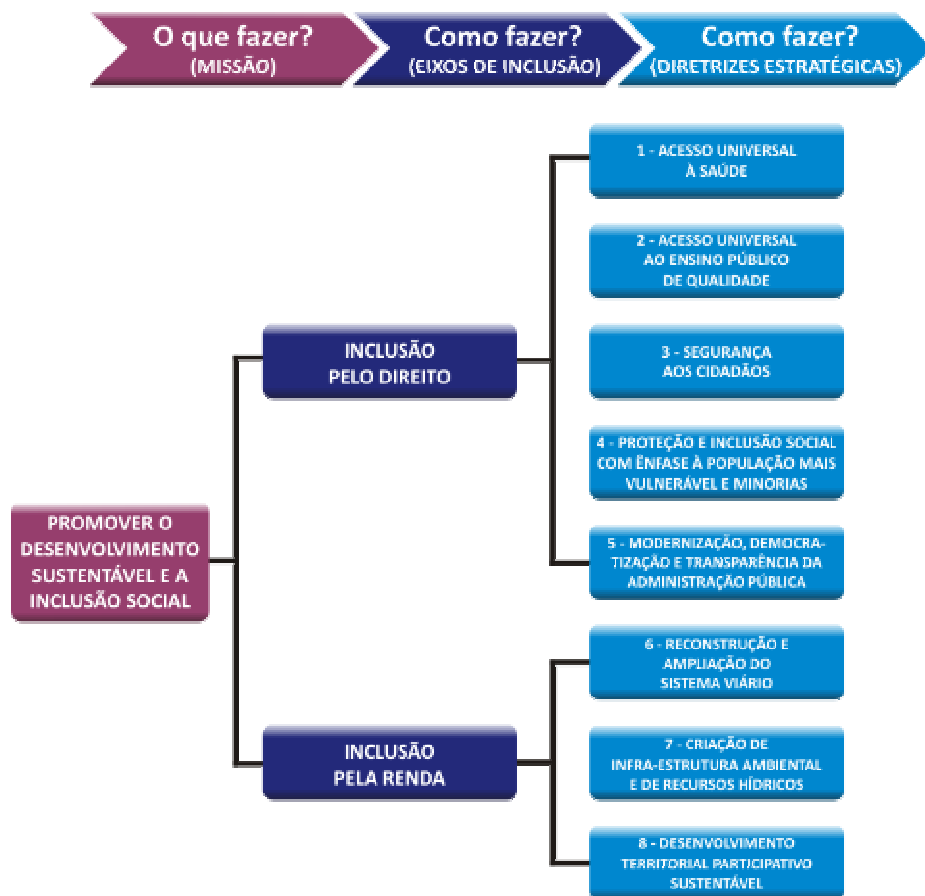 O que fazer?
(MISSÃO)
Como fazer?
(EIXOS DE INCLUSÃO)
Como fazer?
(DIRETRIZES ESTRATÉGICAS)
1 - ACESSO UNIVERSAL
À SAÚDE
2 - ACESSO UNIVERSAL
AO ENSINO PÚBLICO
DE QUALIDADE
INCLUSÃO
PELO DIREITO
3 - SEGURANÇA
AOS CIDADÃOS
4 - PROTEÇÃO E INCLUSÃO SOCIAL
COM ÊNFASE À POPULAÇÃO MAIS
VULNERÁVEL E MINORIAS
PROMOVER O
DESENVOLVIMENTO
SUSTENTÁVEL E A
INCLUSÃO SOCIAL
5 - MODERNIZAÇÃO, DEMOCRA-
TIZAÇÃO E TRANSPARÊNCIA DA
ADMINISTRAÇÃO PÚBLICA
6 - RECONSTRUÇÃO E
AMPLIAÇÃO DO
SISTEMA VIÁRIO
INCLUSÃO
PELA RENDA
7 - CRIAÇÃO DE
INFRA-ESTRUTURA AMBIENTAL
E DE RECURSOS HÍDRICOS
8 - DESENVOLVIMENTO
TERRITORIAL PARTICIPATIVO
SUSTENTÁVEL